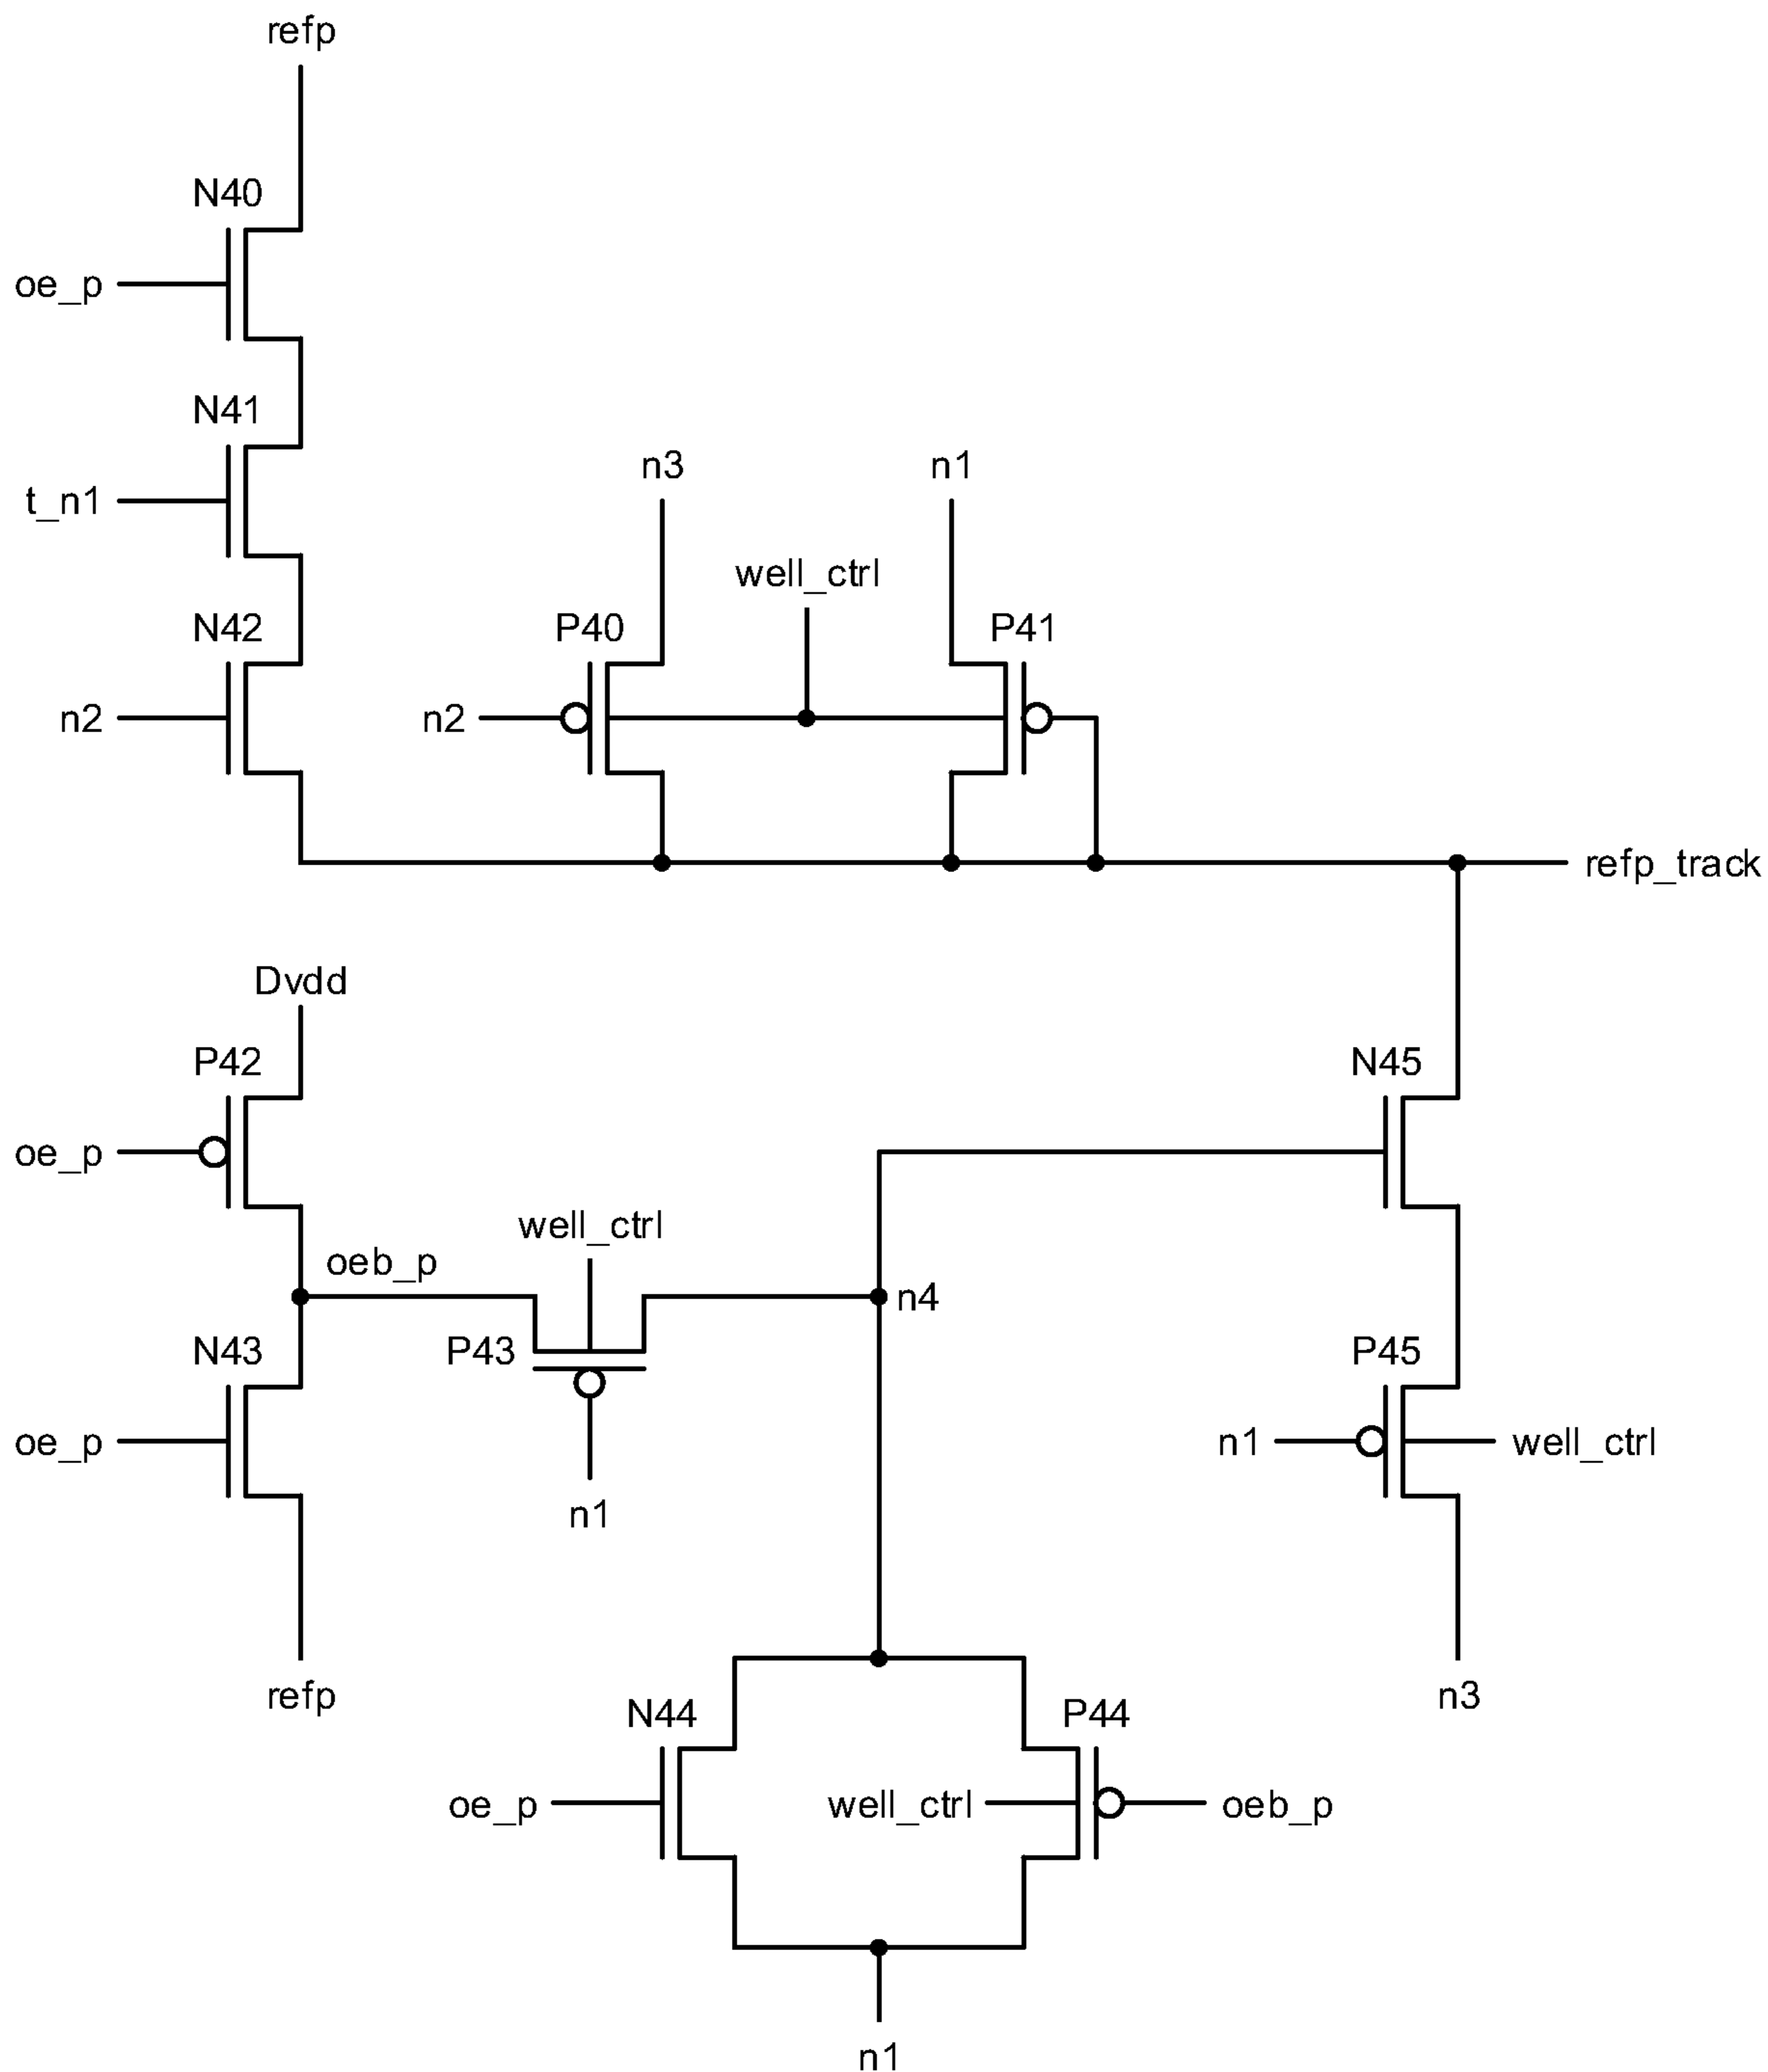 refp
N40
oe_p
N41
t_n1
n3
n1
well_ctrl
N42
P40
P41
n2
n2
refp_track
Dvdd
P42
N45
oe_p
well_ctrl
oeb_p
n4
N43
P43
P45
oe_p
n1
well_ctrl
n1
refp
n3
N44
P44
oe_p
well_ctrl
oeb_p
n1